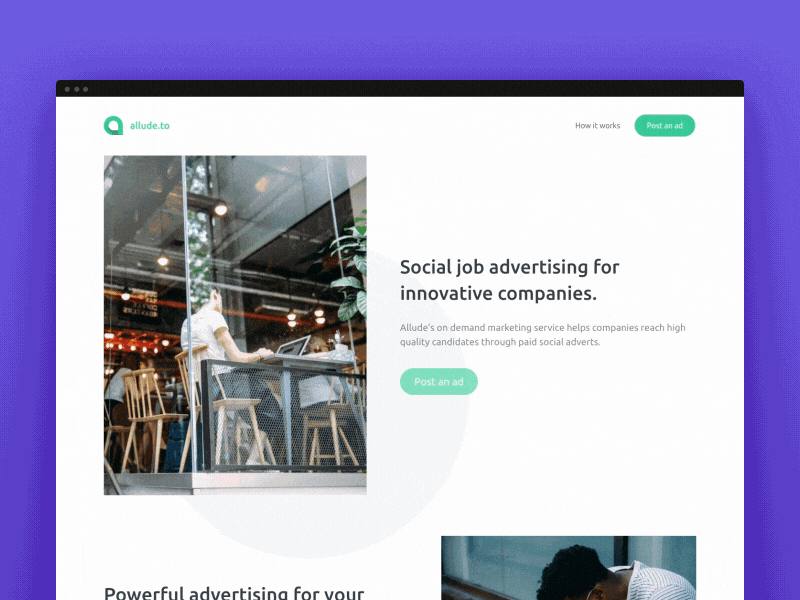 allude.to
How it works
Post an ad
Social job advertising for
innovative companies.
Allude's on demand marketing service helps companies reach high
quality candidates through paid social adverts.
Post an ad
Powerful advertising for your